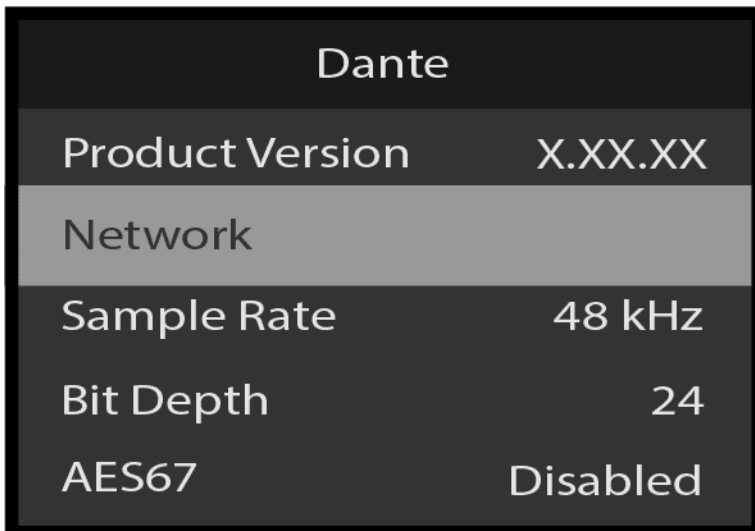 Dante
Product Version X.XX.XX
Network
Sample Rate 48 kHz
Bit Depth 24
AES67 Disabled